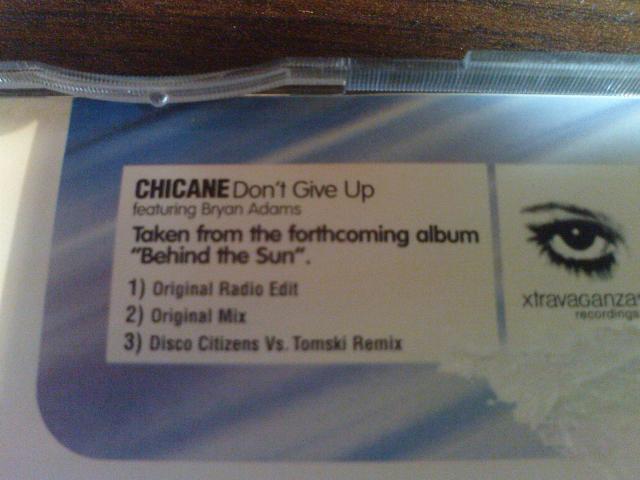 CHICANE Don't Give Up
featuring Bryan Adams
Taken from the forthcoming album
"Behind the Sun".
1) Original Radio Edit
2) Original Mix
3) Disco Citizens Vs. Tomski Remix
xtravaganza
recordings